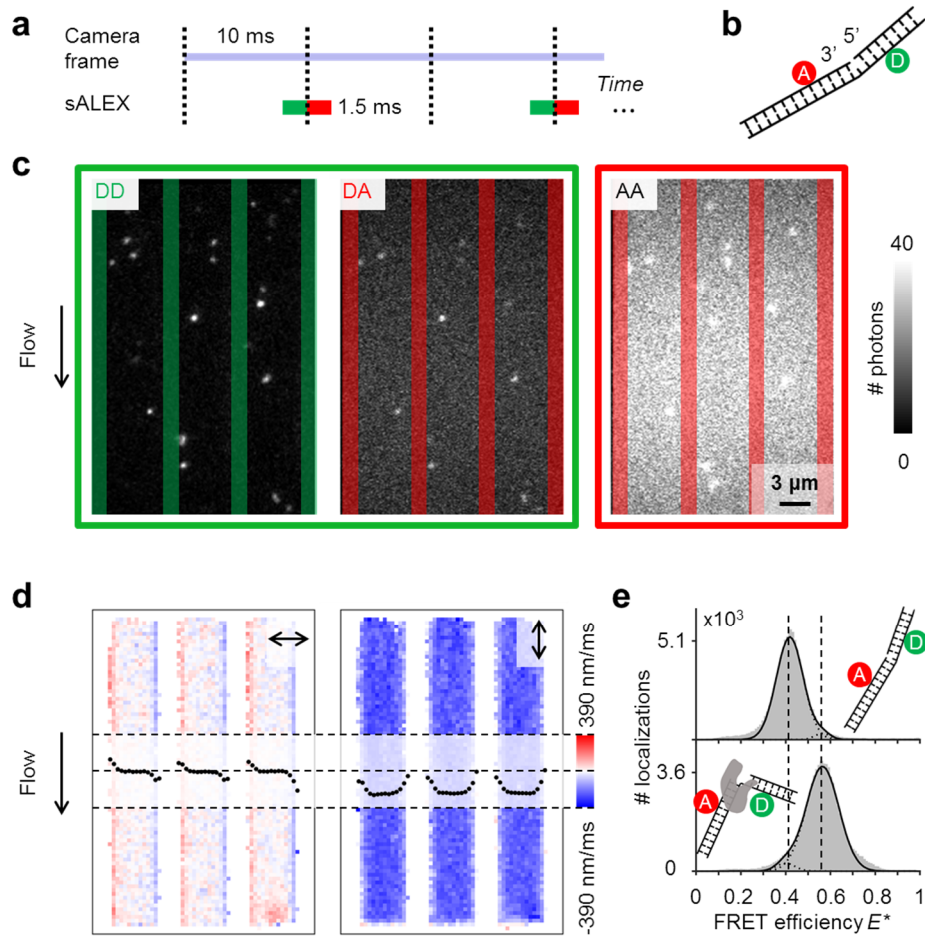 a
Camera
frame
10 ms
sALEX
1.5 ms
Time
...
b
3’ 5’
A
D
c
DD
DA
AA
Flow
3 µm
40
# photons
0
d
Flow
390 nm/ms
-390 nm/ms
e
×10³
5.1
A
D
# localizations
3.6
A
D
0
0 0.2 0.4 0.6 0.8 1
FRET efficiency E*